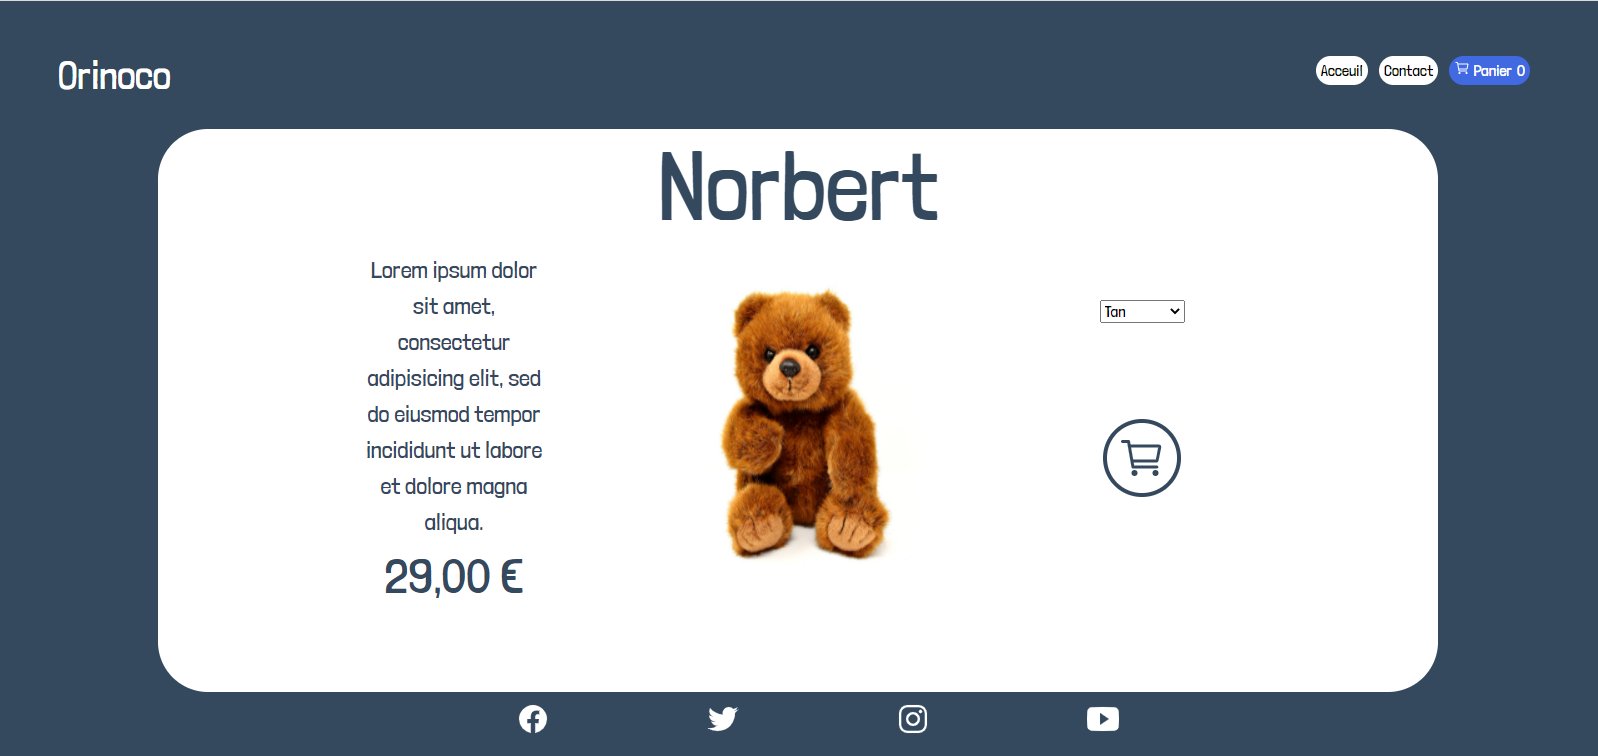 Orinoco
Acceuil
Contact
Panier 0
Norbert
Lorem ipsum dolor
sit amet,
consectetur
adipisicing elit, sed
do eiusmod tempor
incididunt ut labore
et dolore magna
aliqua.
29,00 €
Tan